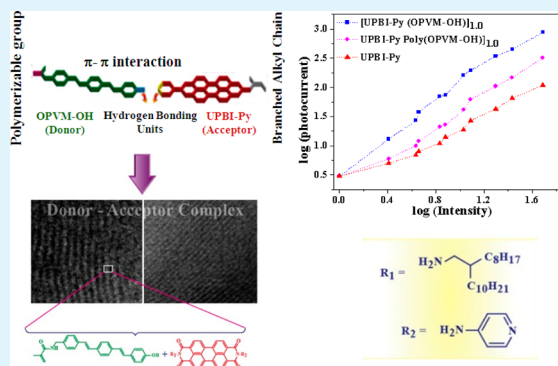 Polymerizable group
π- π interaction
OPVM-OH
(Donor)
Hydrogen Bonding
Units
UPBI-Py
(Acceptor)
Branched Alkyl Chain
Donor - Acceptor Complex
log (photocurrent)
3.0
2.5
2.0
1.5
1.0
0.5
[UPBI-Py (OPVM-OH)]1.0
UPBI-Py Poly(OPVM-OH)]1.0
UPBI-Py
0.0 0.4 0.8 1.2 1.6
log (Intensity)
R1 = H2N C8H17
C10H21
R2 = H2N N